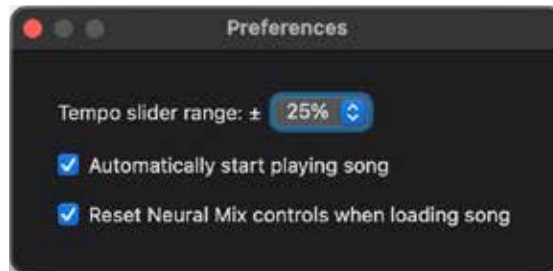 Preferences
Tempo slider range: ± 25%
Automatically start playing song
Reset Neural Mix controls when loading song